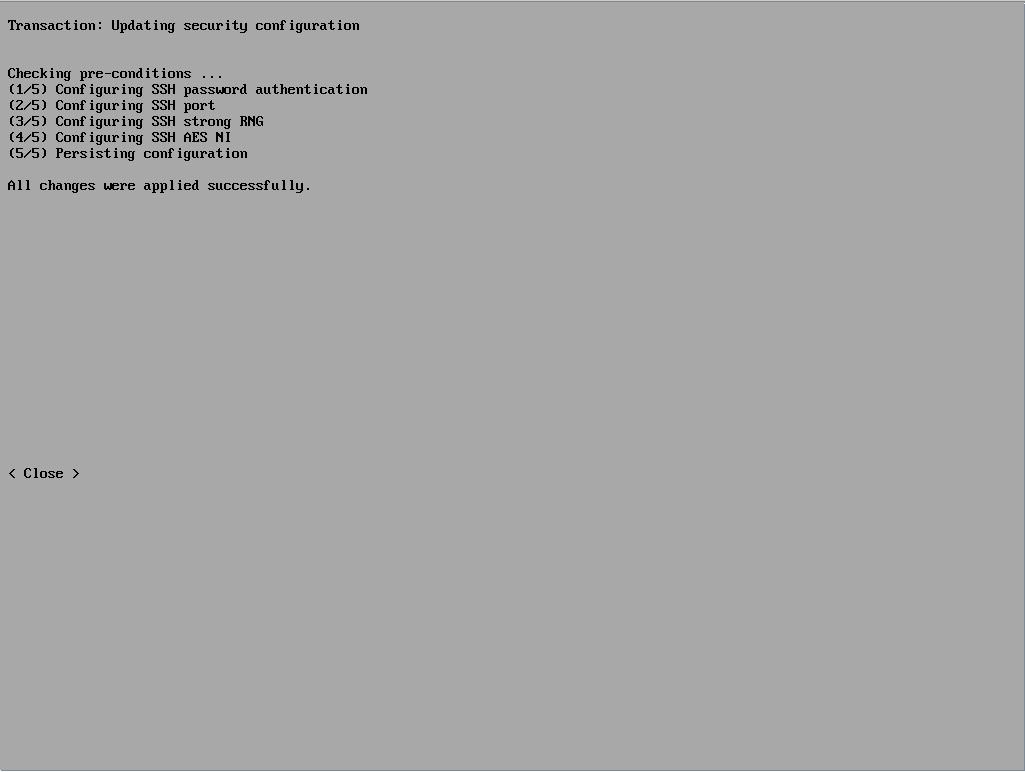 Transaction: Updating security configuration
Checking pre-conditions ...
(1/5) Configuring SSH password authentication
(2/5) Configuring SSH port
(3/5) Configuring SSH strong RNG
(4/5) Configuring SSH AES NI
(5/5) Persisting configuration
All changes were applied successfully.
< Close >